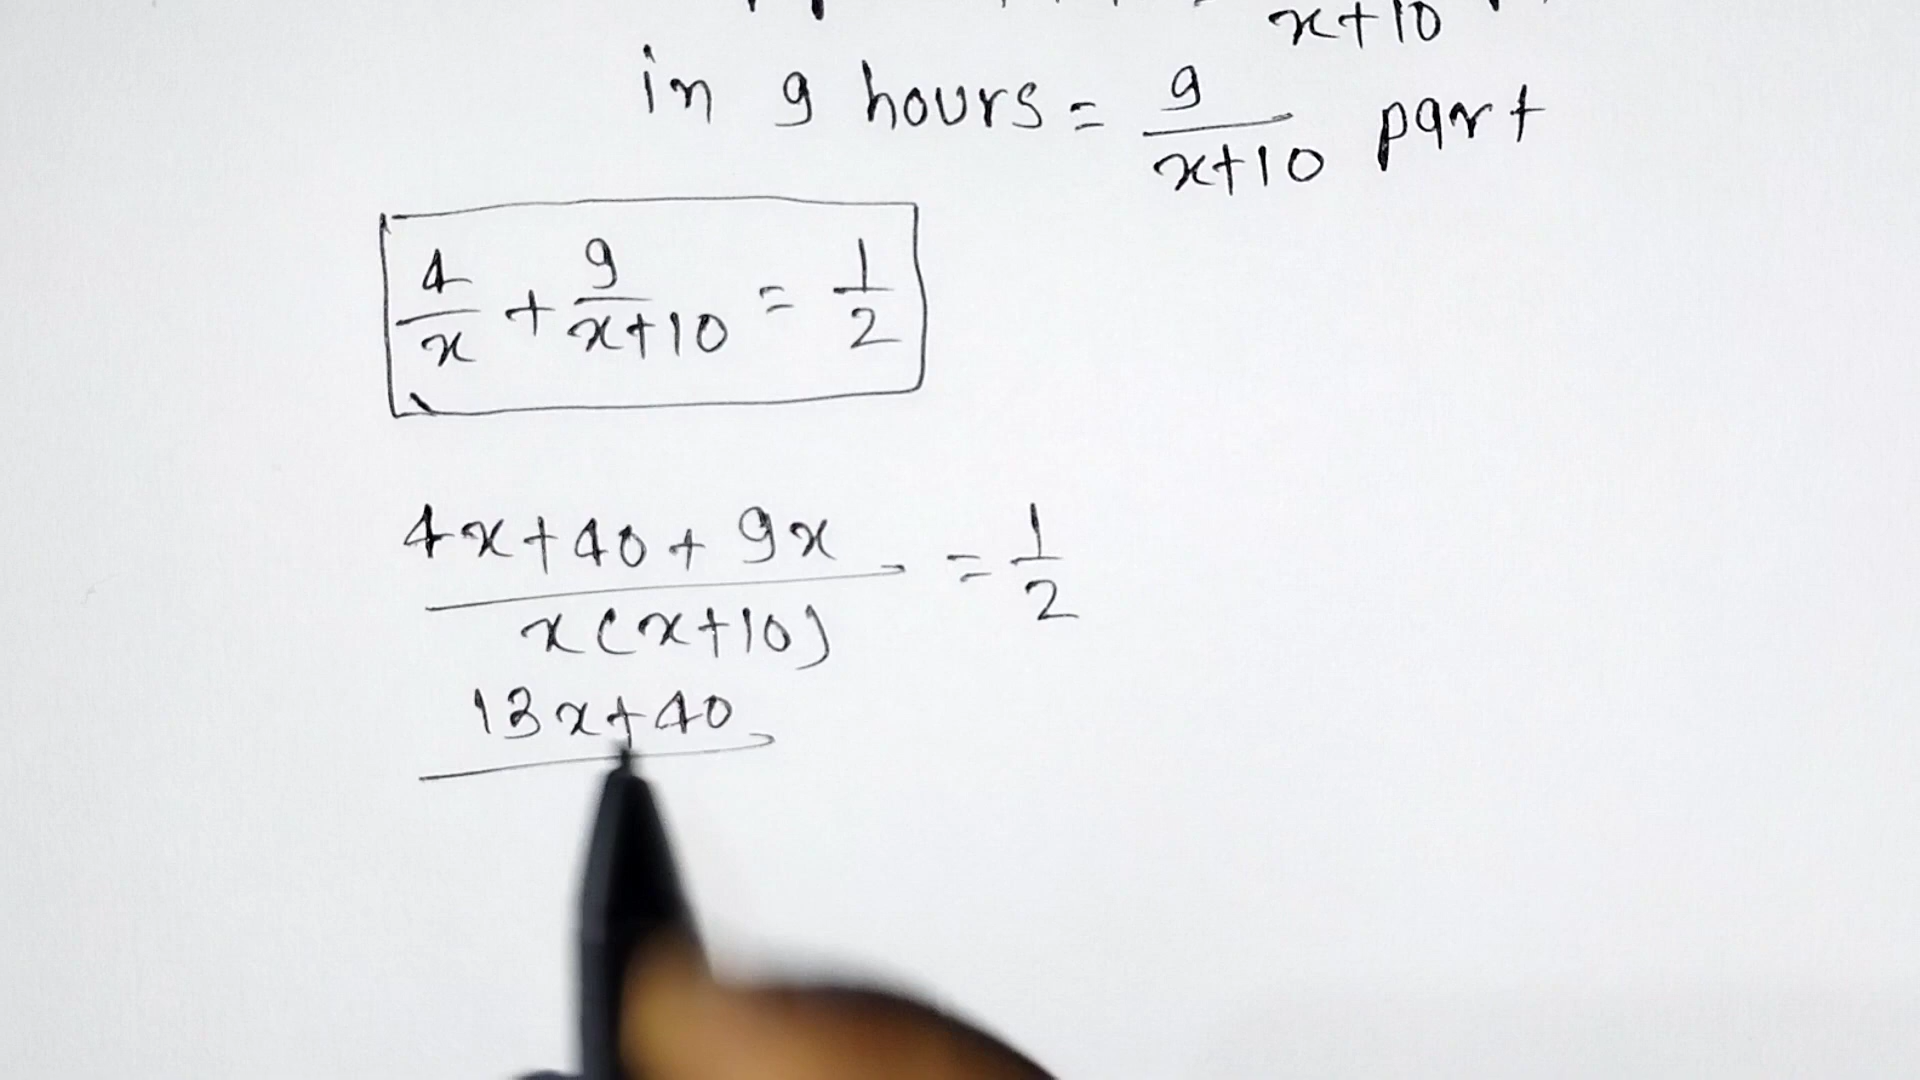 x+10
in 9 hours = 9/(x+10) part
4/x + 9/(x+10) = 1/2
(4x+40+9x)/(x(x+10)) = 1/2
13x+40